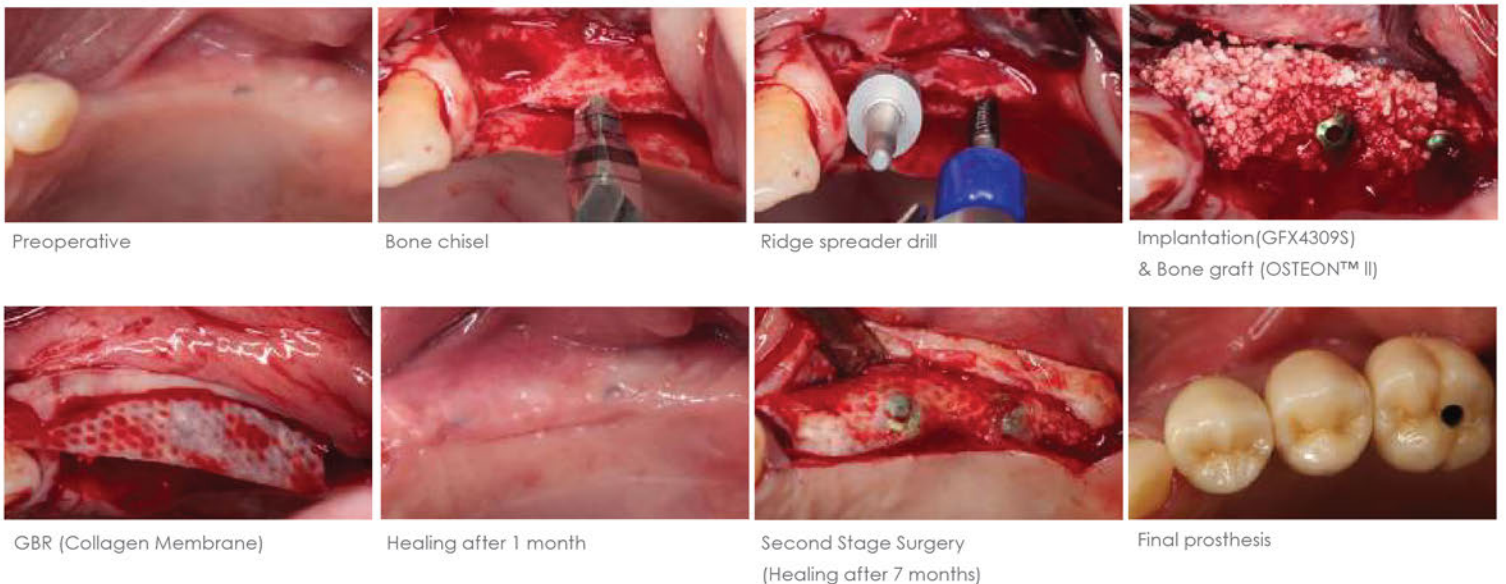 Preoperative
Bone chisel
Ridge spreader drill
Implantation(GFX4309S)
& Bone graft (OSTEON™ II)
GBR (Collagen Membrane)
Healing after 1 month
Second Stage Surgery
(Healing after 7 months)
Final prosthesis